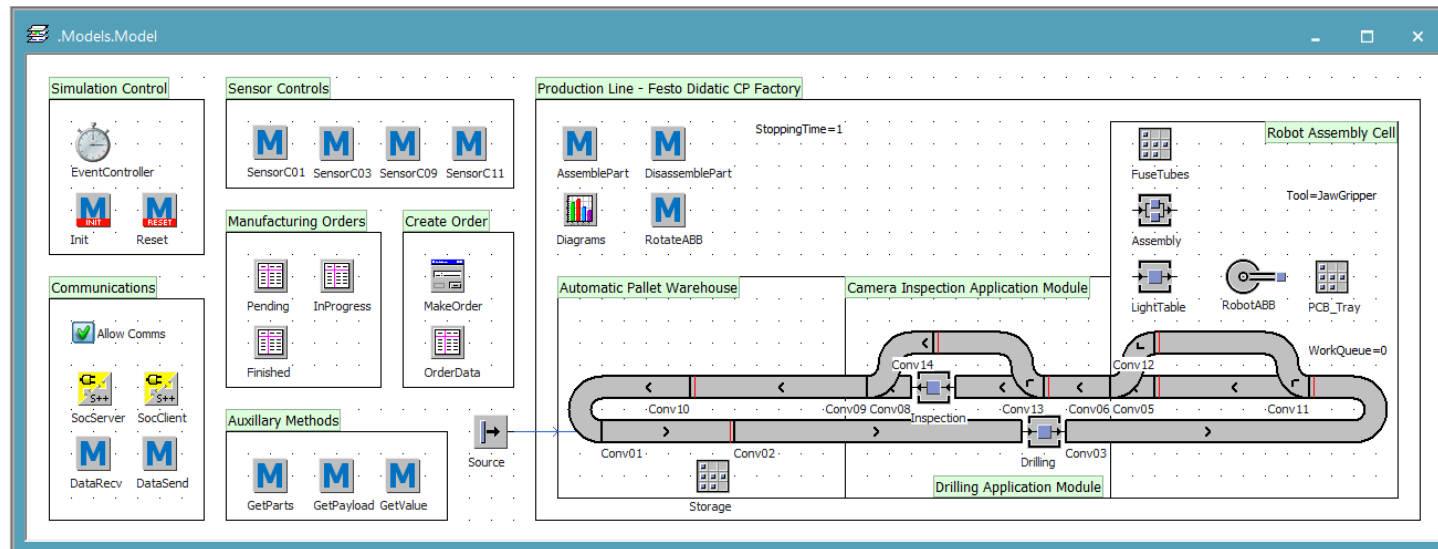 .Models.Model
Simulation Control
EventController
INIT
RESET
Init Reset
Communications
Allow Comms
S++ S++
SocServer SocClient
M M
DataRecv DataSend
Sensor Controls
M M M M
SensorC01 SensorC03 SensorC09 SensorC11
Manufacturing Orders
Pending InProgress
Finished
Create Order
MakeOrder
OrderData
Auxillary Methods
M M M
GetParts GetPayload GetValue
Source
Production Line - Festo Didatic CP Factory
StoppingTime=1
M M
AssemblePart DisassemblePart
M
Diagrams RotateABB
Robot Assembly Cell
FuseTubes
Tool=JawGripper
Assembly
LightTable RobotABB PCB_Tray
WorkQueue=0
Automatic Pallet Warehouse
Camera Inspection Application Module
Conv14 Conv12
Conv10 Conv09 Conv08 Inspection Conv13 Conv06 Conv05 Conv11
Conv01 Conv02 Drilling Conv03
Storage
Drilling Application Module